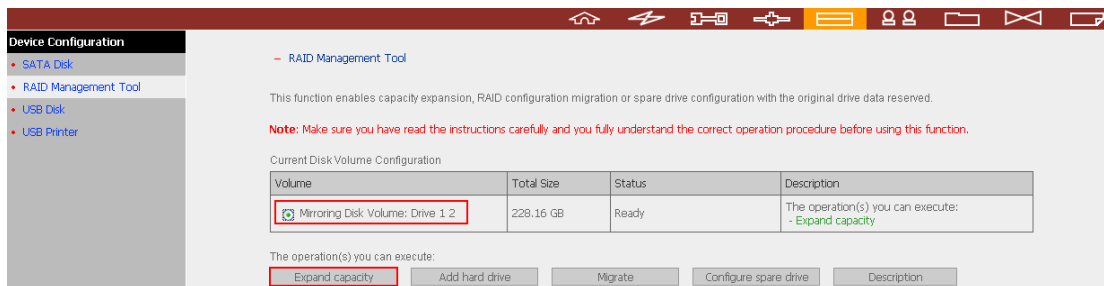 Device Configuration
• SATA Disk
• RAID Management Tool
• USB Disk
• USB Printer
– RAID Management Tool
This function enables capacity expansion, RAID configuration migration or spare drive configuration with the original drive data reserved.
Note: Make sure you have read the instructions carefully and you fully understand the correct operation procedure before using this function.
Current Disk Volume Configuration
Volume Total Size Status Description
Mirroring Disk Volume: Drive 1 2 228.16 GB Ready The operation(s) you can execute:
- Expand capacity
The operation(s) you can execute:
Expand capacity Add hard drive Migrate Configure spare drive Description